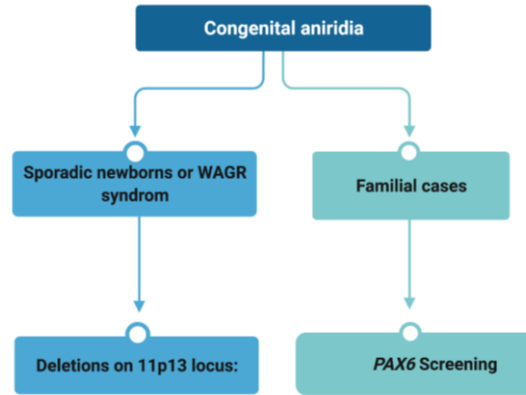 Congenital aniridia
Sporadic newborns or WAGR
syndrom
Familial cases
Deletions on 11p13 locus:
PAX6 Screening